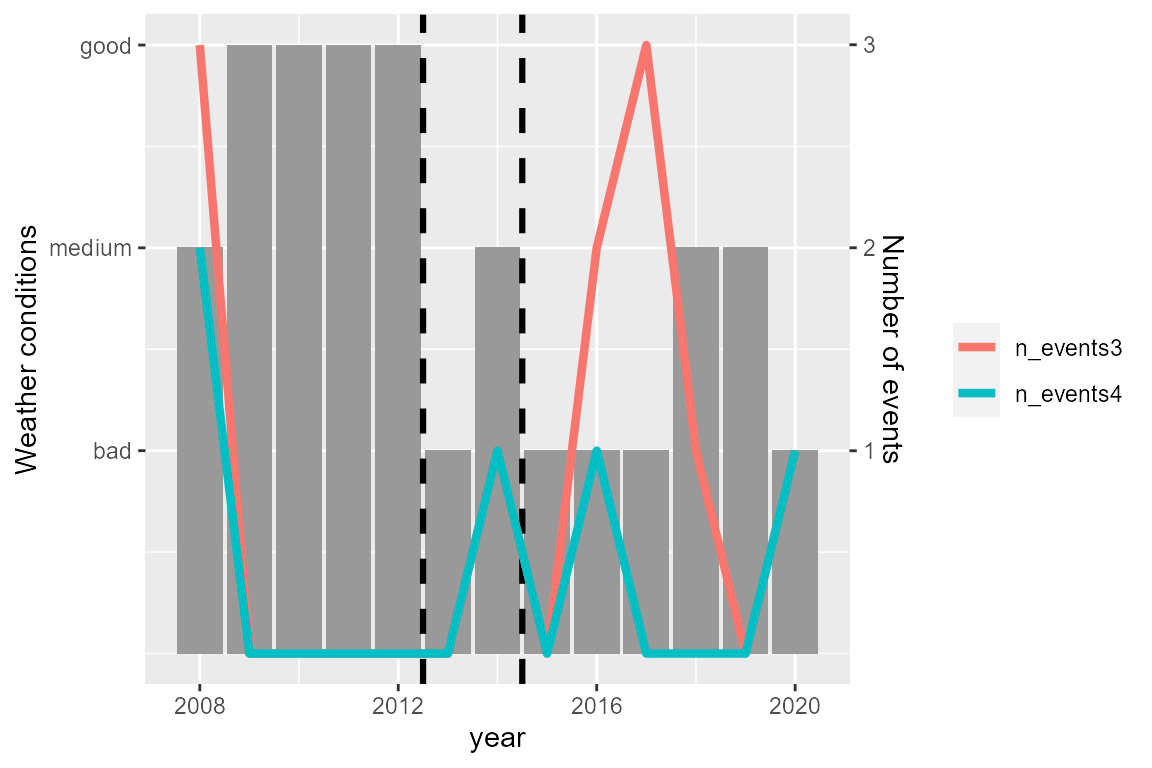 Weather conditions
good
medium
bad
3
2
1
Number of events
2008
2012
2016
2020
year
n_events3
n_events4